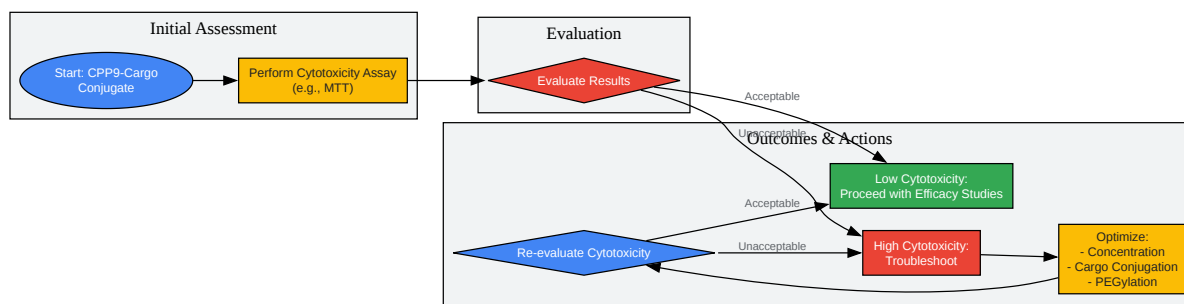 Initial Assessment
Start: CPP9-Cargo
Conjugate
Perform Cytotoxicity Assay
(e.g., MTT)
Evaluation
Evaluate Results
Acceptable
Unacceptable
Outcomes & Actions
Low Cytotoxicity:
Proceed with Efficacy Studies
Acceptable
Re-evaluate Cytotoxicity
Unacceptable
High Cytotoxicity:
Troubleshoot
Optimize:
- Concentration
- Cargo Conjugation
- PEGylation